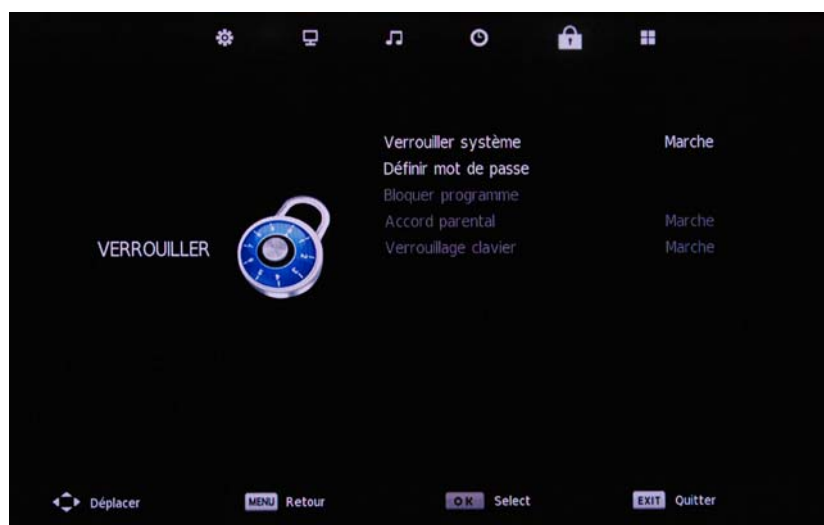 Verrouiller système Marche
Définir mot de passe
Bloquer programme
Accord parental Marche
Verrouillage clavier Marche
VERROUILLER
Déplacer MENU Retour OK Select EXIT Quitter